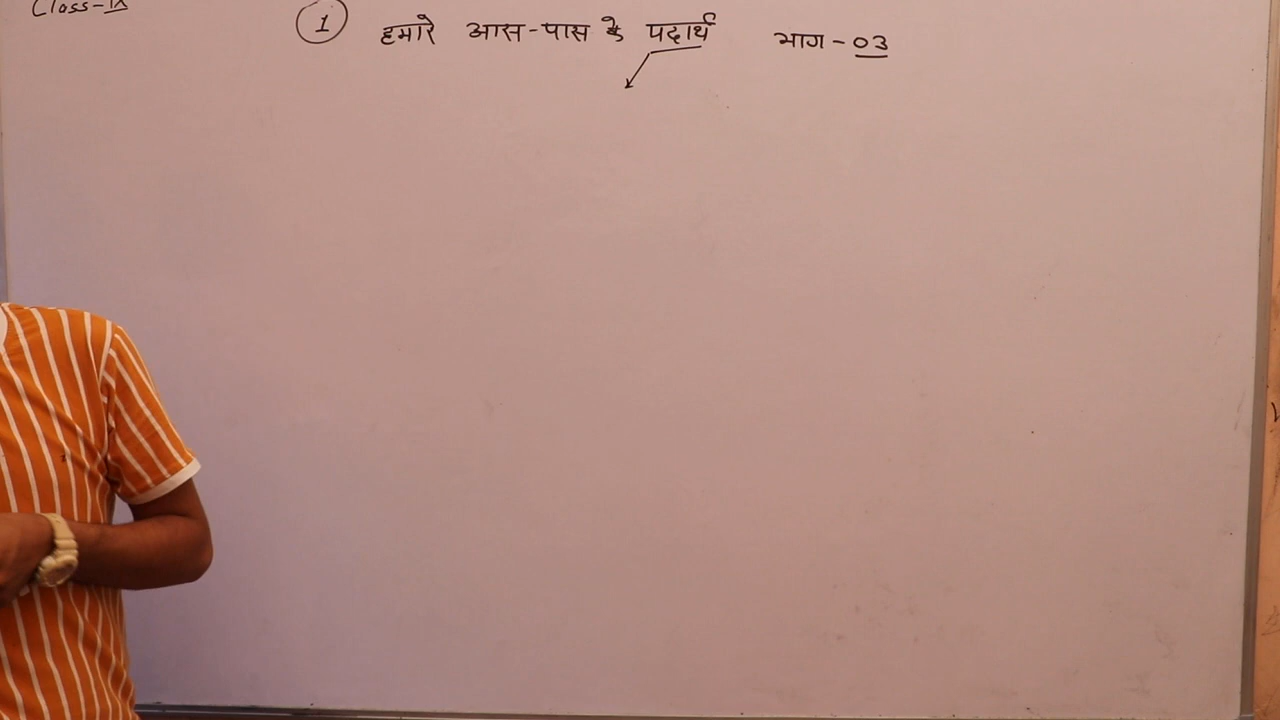 Class-IX
① हमारे आस-पास के पदार्थ भाग-03